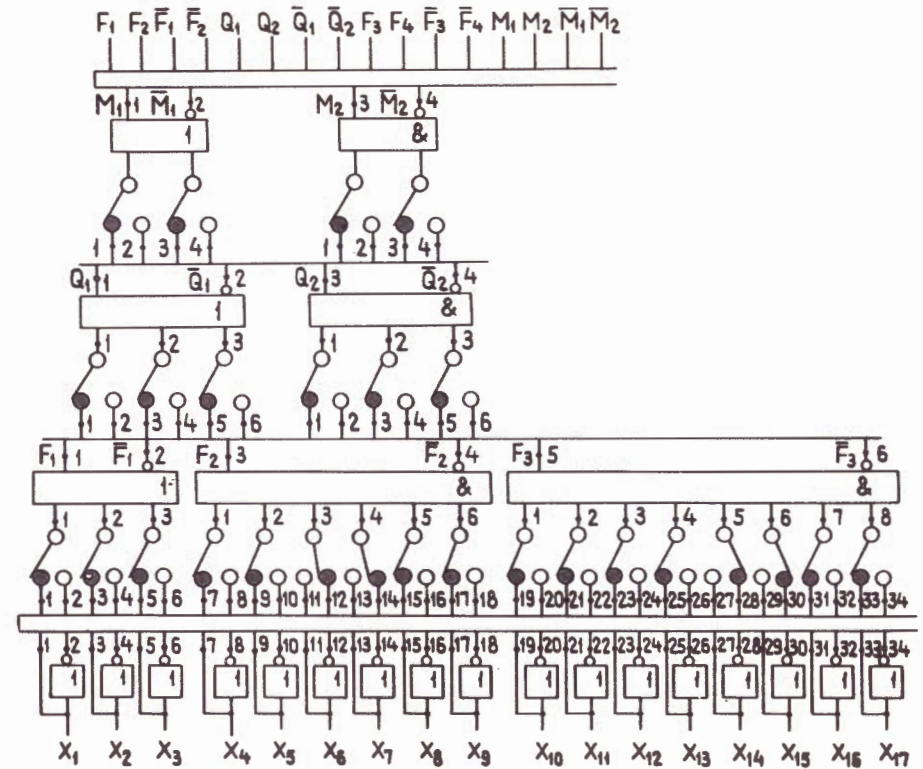 F₁ F₂ F̅₁ F̅₂ Q₁ Q₂ Q̅₁ Q̅₂ F₃ F₄ F̅₃ F̅₄ M₁ M₂ M̅₁ M̅₂
M₁ 1 M̅₁ 2 M₂ 3 M̅₂ 4
1 &
1 2 3 4 1 2 3 4
Q₁ 1 Q̅₁ 2 Q₂ 3 Q̅₂ 4
1 &
1 2 3 1 2 3
1 2 3 4 5 6 1 2 3 4 5 6
F₁ 1 F̅₁ 2 F₂ 3 F̅₂ 4 F₃ 5 F̅₃ 6
1 & &
1 2 3 1 2 3 4 5 6 1 2 3 4 5 6 7 8
1 2 3 4 5 6 7 8 9 10 11 12 13 14 15 16 17 18 19 20 21 22 23 24 25 26 27 28 29 30 31 32 33 34
1 2 3 4 5 6 7 8 9 10 11 12 13 14 15 16 17 18 19 20 21 22 23 24 25 26 27 28 29 30 31 32 33 34
1 1 1 1 1 1 1 1 1 1 1 1 1 1 1 1 1
X₁ X₂ X₃ X₄ X₅ X₆ X₇ X₈ X₉ X₁₀ X₁₁ X₁₂ X₁₃ X₁₄ X₁₅ X₁₆ X₁₇